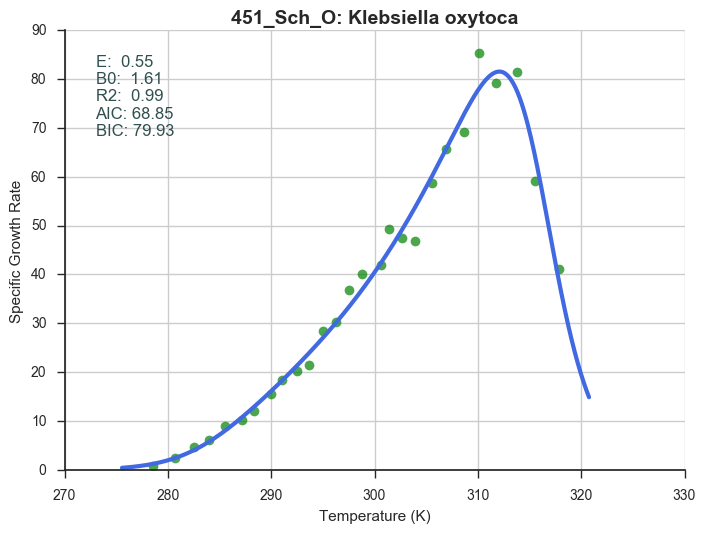 451_Sch_O: Klebsiella oxytoca
E: 0.55
B0: 1.61
R2: 0.99
AIC: 68.85
BIC: 79.93
Specific Growth Rate
90
80
70
60
50
40
30
20
10
0
270 280 290 300 310 320 330
Temperature (K)